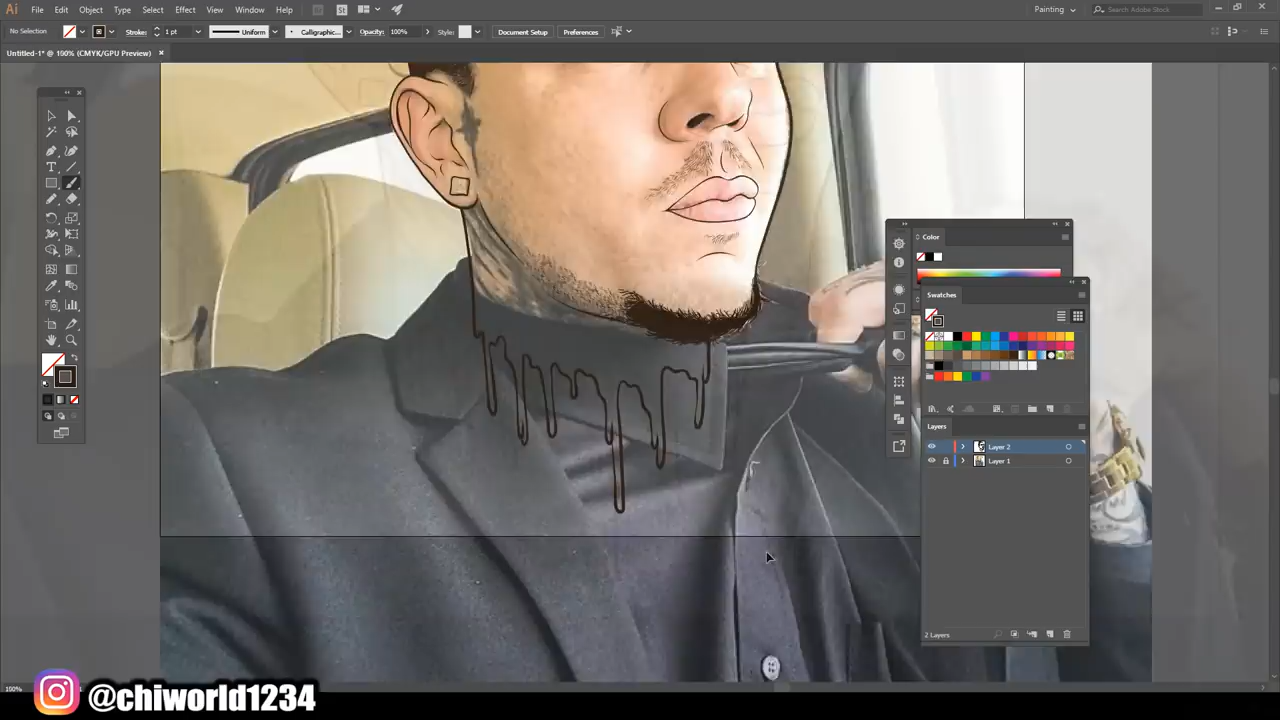 Ai File Edit Object Type Select Effect View Window Help Br St Painting Search Adobe Stock
No Selection Stroke: 1 pt Uniform Calligraphic... Opacity: 100% Style: Document Setup Preferences
Untitled-1* @ 100% (CMYK/GPU Preview)
Color
Swatches
Layers
Layer 2
Layer 1
2 Layers
100%
@chiworld1234